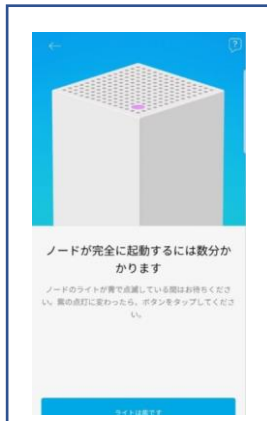 ノードが完全に起動するには数分か
かります
ノードのライトが青で点滅している間はお待ちくださ
い。紫の点灯に変わったら、ボタンをタップしてくださ
い。
ライトは紫です